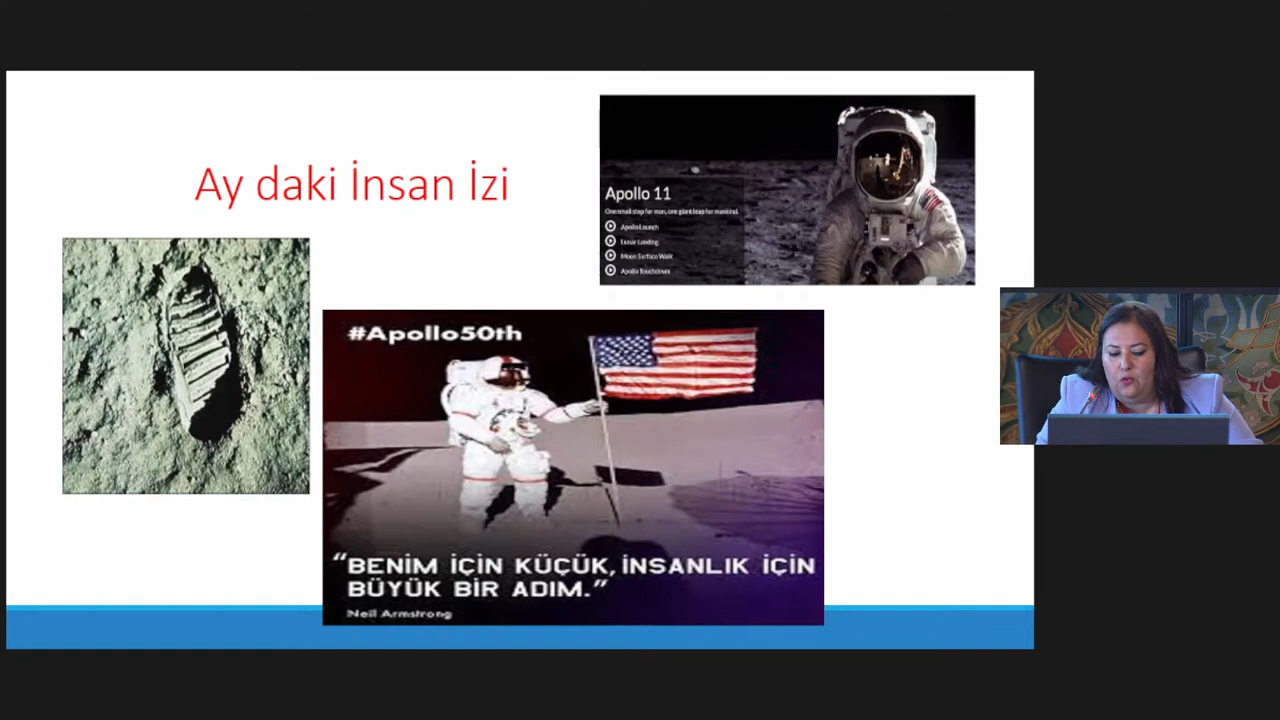 Ay daki İnsan İzi
Apollo 11
One small step for man, one giant leap for mankind.
Apollo Launch
Lunar Landing
Moon Surface Walk
Apollo Touchdown
#Apollo50th
“BENİM İÇİN KÜÇÜK, İNSANLIK İÇİN
BÜYÜK BİR ADIM.”
Neil Armstrong